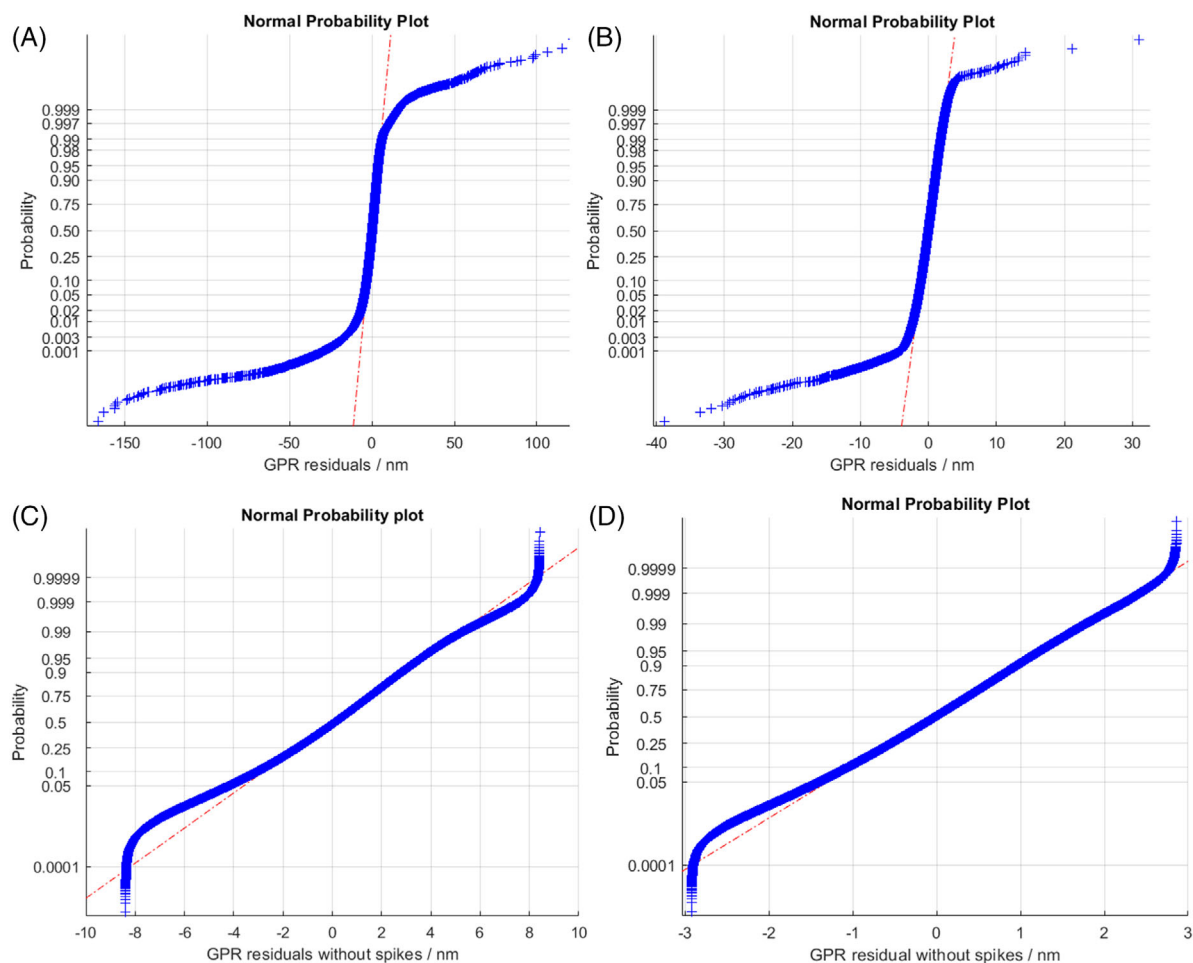 (A)
Normal Probability Plot
0.999
0.997
0.99
0.98
0.95
0.90
0.75
0.50
0.25
0.10
0.05
0.02
0.01
0.003
0.001
Probability
-150 -100 -50 0 50 100
GPR residuals / nm
(B)
Normal Probability Plot
0.999
0.997
0.99
0.98
0.95
0.90
0.75
0.50
0.25
0.10
0.05
0.02
0.01
0.003
0.001
Probability
-40 -30 -20 -10 0 10 20 30
GPR residuals / nm
(C)
Normal Probability plot
0.9999
0.999
0.99
0.95
0.9
0.75
0.5
0.25
0.1
0.05
0.0001
Probability
-10 -8 -6 -4 -2 0 2 4 6 8 10
GPR residuals without spikes / nm
(D)
Normal Probability Plot
0.9999
0.999
0.99
0.95
0.9
0.75
0.5
0.25
0.1
0.05
0.0001
Probability
-3 -2 -1 0 1 2 3
GPR residual without spikes / nm